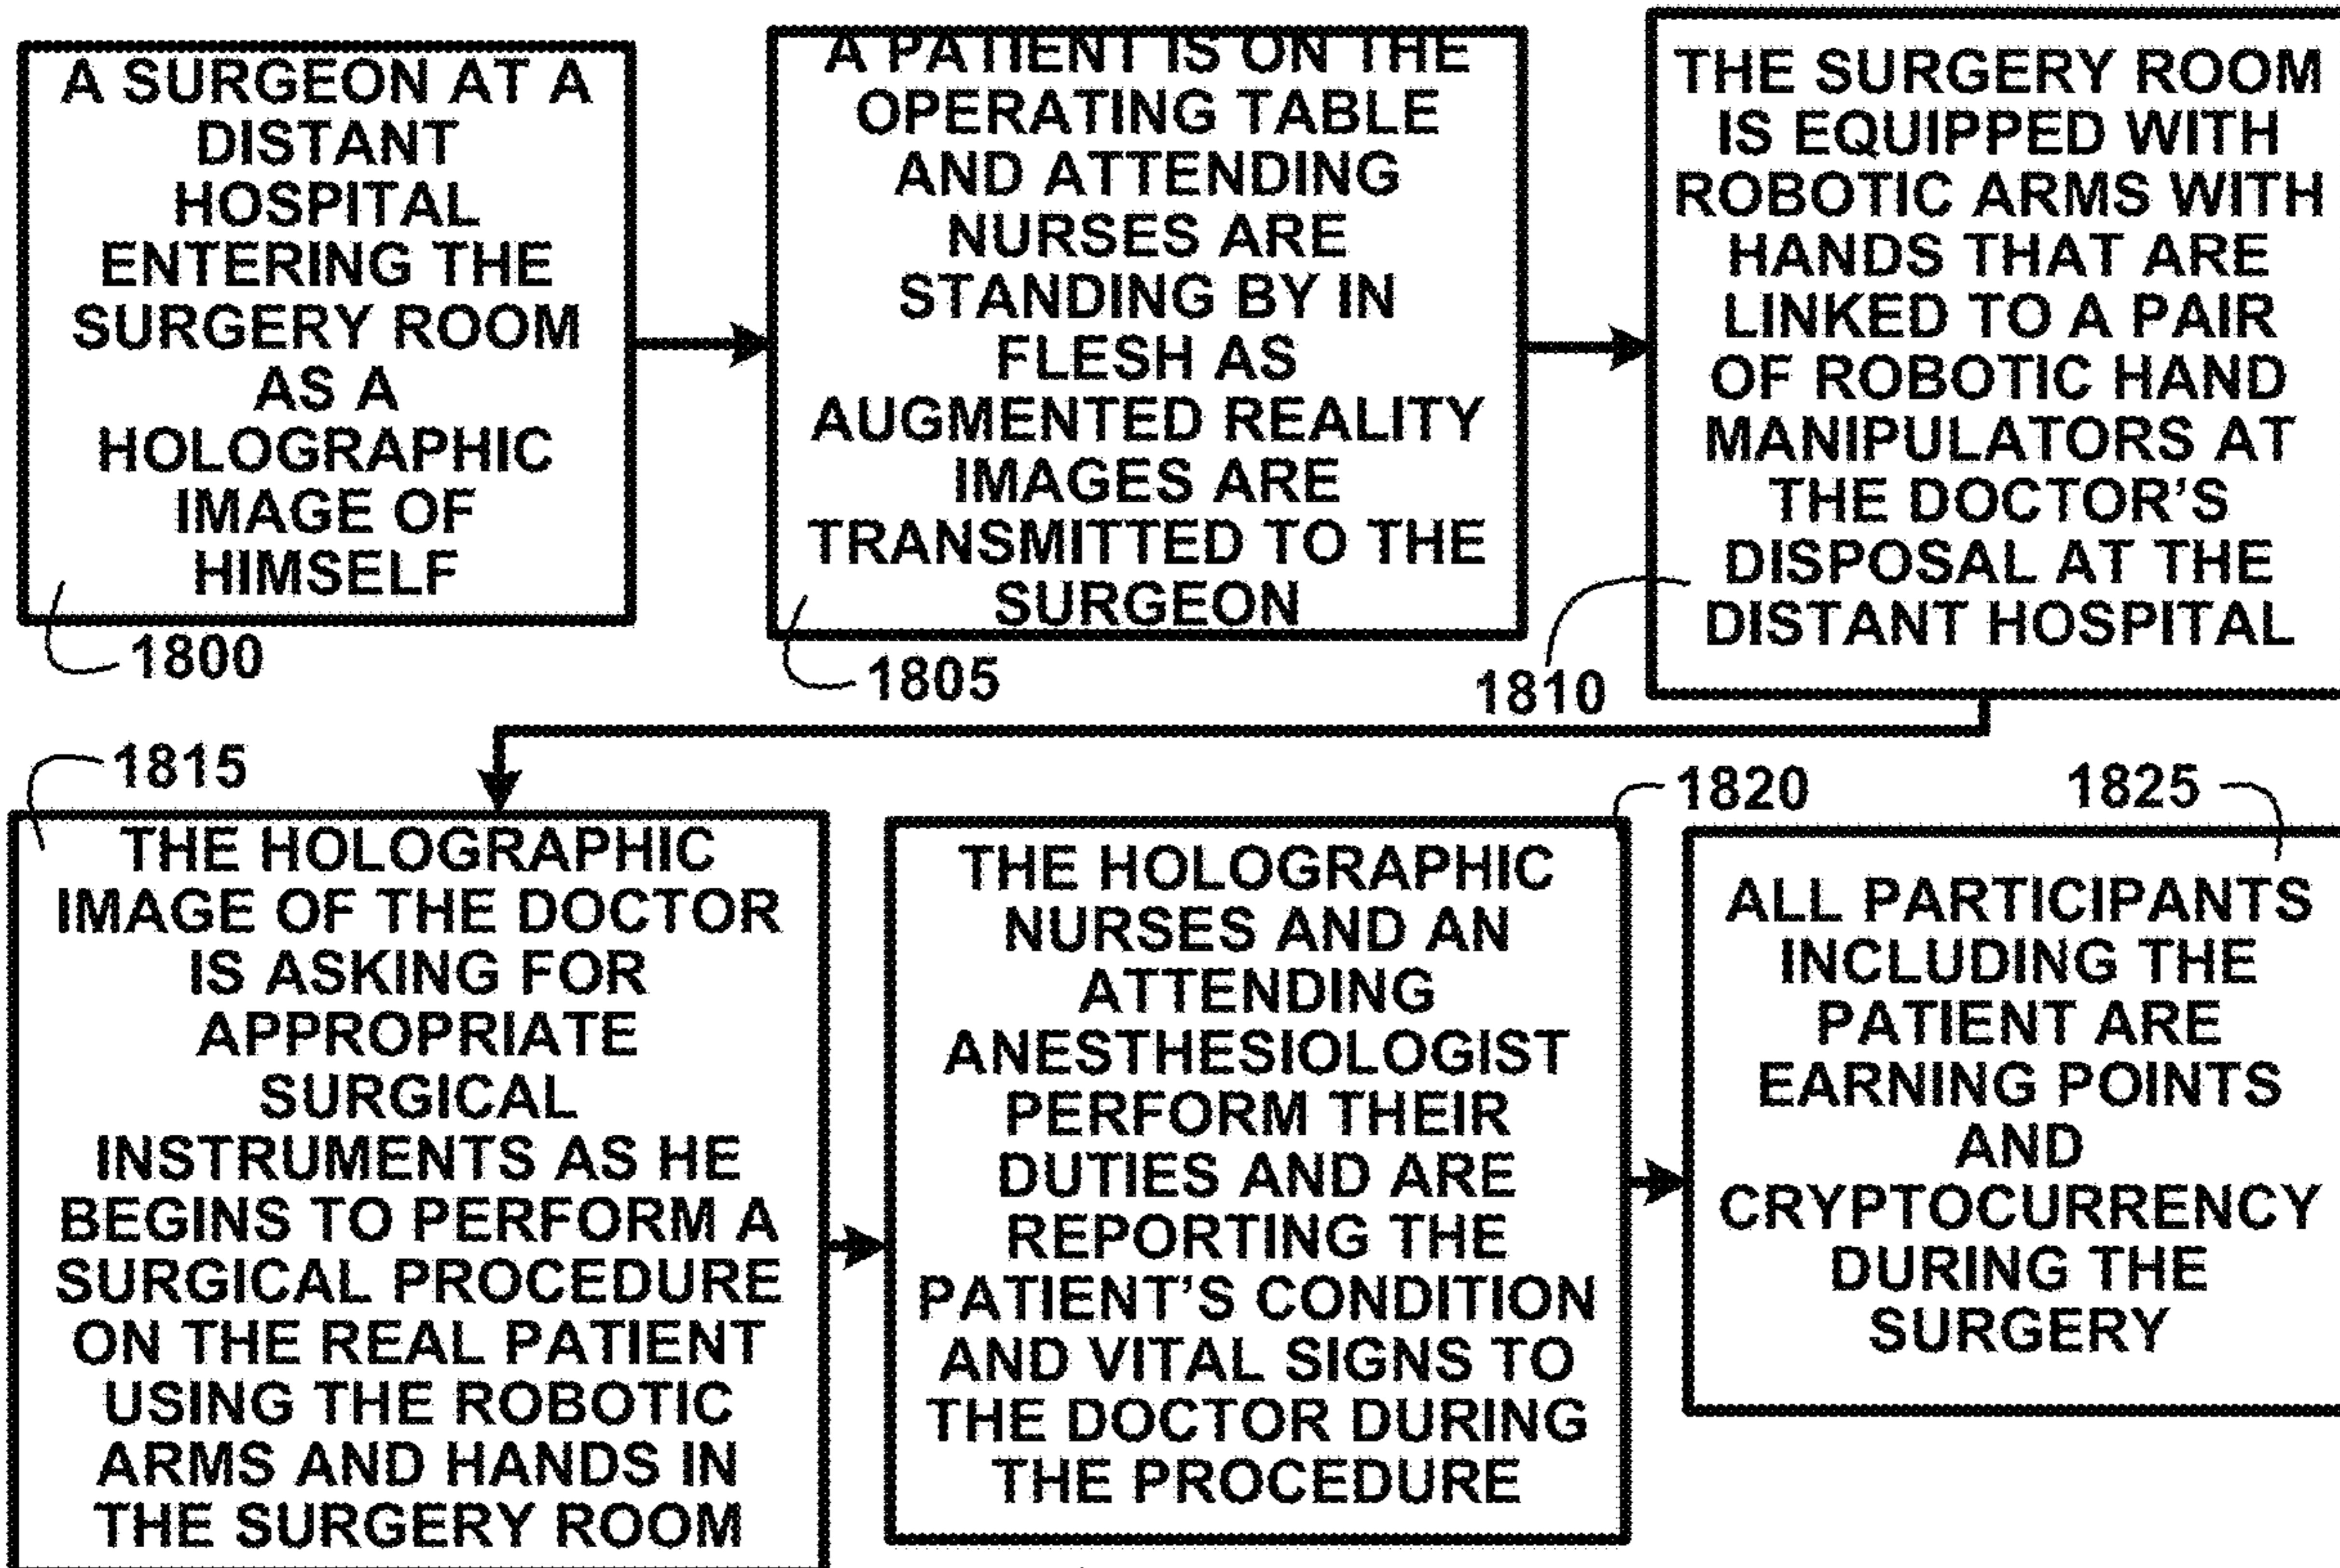 A SURGEON AT A
DISTANT
HOSPITAL
ENTERING THE
SURGERY ROOM
AS A
HOLOGRAPHIC
IMAGE OF
HIMSELF
1800
A PATIENT IS ON THE
OPERATING TABLE
AND ATTENDING
NURSES ARE
STANDING BY IN
FLESH AS
AUGMENTED REALITY
IMAGES ARE
TRANSMITTED TO THE
SURGEON
1805
THE SURGERY ROOM
IS EQUIPPED WITH
ROBOTIC ARMS WITH
HANDS THAT ARE
LINKED TO A PAIR
OF ROBOTIC HAND
MANIPULATORS AT
THE DOCTOR'S
DISPOSAL AT THE
DISTANT HOSPITAL
1810
1815
THE HOLOGRAPHIC
IMAGE OF THE DOCTOR
IS ASKING FOR
APPROPRIATE
SURGICAL
INSTRUMENTS AS HE
BEGINS TO PERFORM A
SURGICAL PROCEDURE
ON THE REAL PATIENT
USING THE ROBOTIC
ARMS AND HANDS IN
THE SURGERY ROOM
1820
THE HOLOGRAPHIC
NURSES AND AN
ATTENDING
ANESTHESIOLOGIST
PERFORM THEIR
DUTIES AND ARE
REPORTING THE
PATIENT'S CONDITION
AND VITAL SIGNS TO
THE DOCTOR DURING
THE PROCEDURE
1825
ALL PARTICIPANTS
INCLUDING THE
PATIENT ARE
EARNING POINTS
AND
CRYPTOCURRENCY
DURING THE
SURGERY